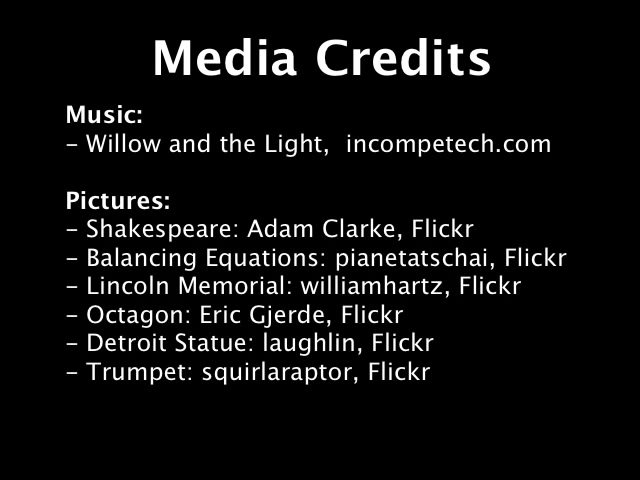 Media Credits
Music:
- Willow and the Light,  incompetech.com
Pictures:
- Shakespeare: Adam Clarke, Flickr
- Balancing Equations: pianetatschai, Flickr
- Lincoln Memorial: williamhartz, Flickr
- Octagon: Eric Gjerde, Flickr
- Detroit Statue: laughlin, Flickr
- Trumpet: squirlaraptor, Flickr